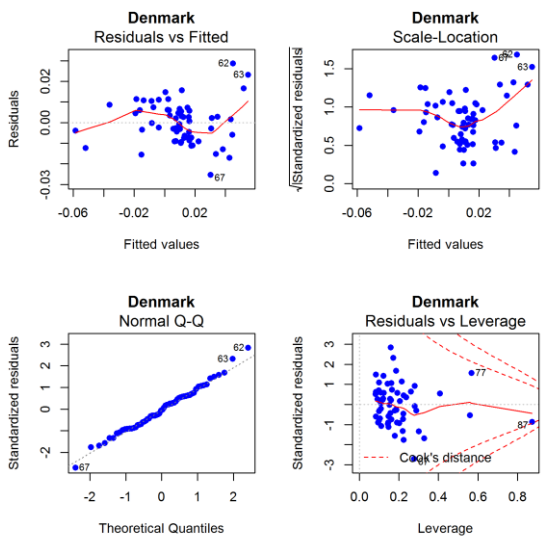 Denmark
Residuals vs Fitted
Residuals
0.02
0.00
-0.03
62
63
67
-0.06
-0.02
0.02
Fitted values
Denmark
Scale-Location
√|Standardized residuals
1.5
1.0
0.5
0.0
67
62
63
-0.06
-0.02
0.02
Fitted values
Denmark
Normal Q-Q
Standardized residuals
3
2
1
0
-2
62
63
67
-2
-1
0
1
2
Theoretical Quantiles
Denmark
Residuals vs Leverage
Standardized residuals
3
2
1
0
-1
-3
77
87
Cook's distance
0.0
0.2
0.4
0.6
0.8
Leverage